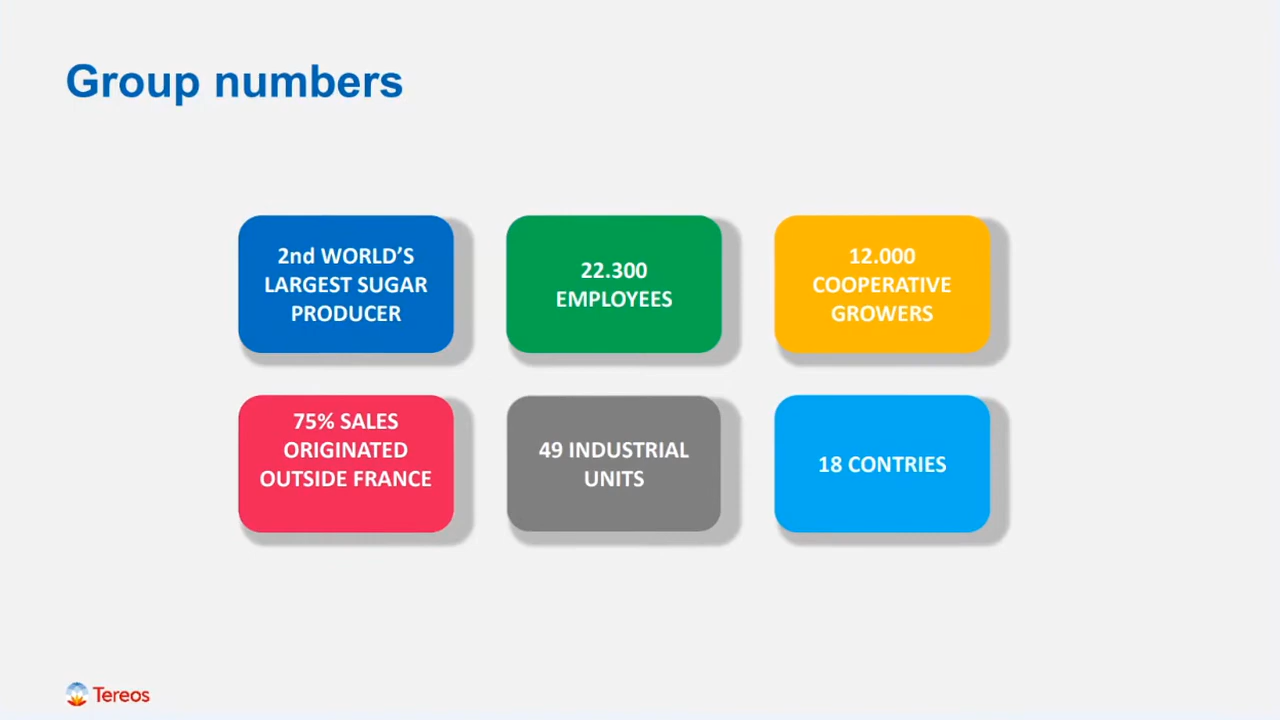 Group numbers
2nd WORLD’S
LARGEST SUGAR
PRODUCER
22.300
EMPLOYEES
12.000
COOPERATIVE
GROWERS
75% SALES
ORIGINATED
OUTSIDE FRANCE
49 INDUSTRIAL
UNITS
18 CONTRIES
Tereos